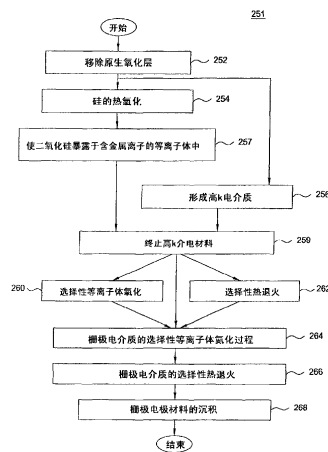 251
开始
移除原生氧化层
252
硅的热氧化
254
使二氧化硅暴露于含金属离子的等离子体中
257
形成高k电介质
256
终止高k介电材料
259
260
选择性等离子体氧化
选择性热退火
262
栅极电介质的选择性等离子体氮化过程
264
栅极电介质的选择性热退火
266
栅极电极材料的沉积
268
结束